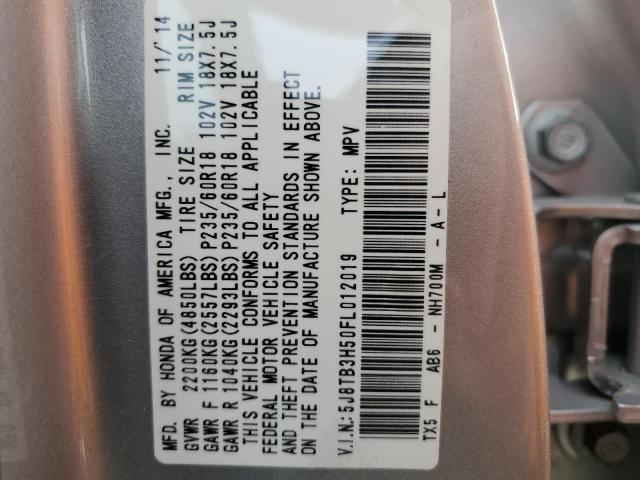 MFD. BY HONDA OF AMERICA MFG., INC. 11/'14
GVWR 2200KG(4850LBS) TIRE SIZE RIM SIZE
GAWR F 1160KG(2557LBS)P235/60R18 102V 18X7.5J
GAWR R 1040KG(2293LBS)P235/60R18 102V 18X7.5J
THIS VEHICLE CONFORMS TO ALL APPLICABLE
FEDERAL MOTOR VEHICLE SAFETY
AND THEFT PREVENTION STANDARDS IN EFFECT
ON THE DATE OF MANUFACTURE SHOWN ABOVE.
V.I.N.: 5J8TB3H50FL012019 TYPE: MPV
TX5 F AB6 - NH700M - A - L